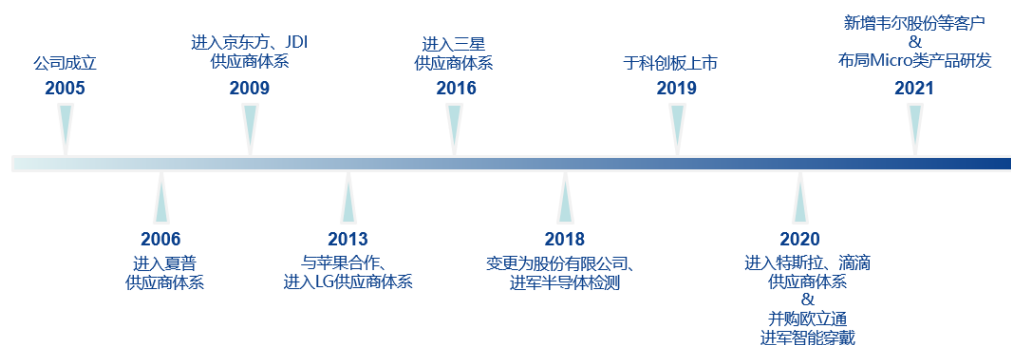 公司成立
2005
进入夏普
供应商体系
2006
进入京东方、JDI
供应商体系
2009
与苹果合作、
进入LG供应商体系
2013
进入三星
供应商体系
2016
变更为股份有限公司、
进军半导体检测
2018
于科创板上市
2019
进入特斯拉、滴滴
供应商体系
&
并购欧立通
进军智能穿戴
2020
新增韦尔股份等客户
&
布局Micro类产品研发
2021